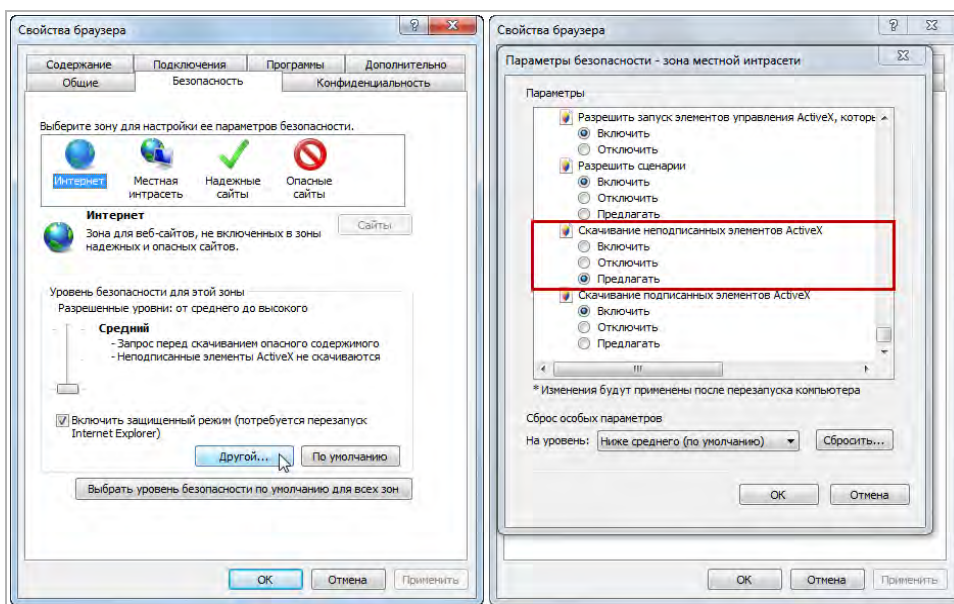 Свойства браузера
Содержание Подключения Программы Дополнительно
Общие Безопасность Конфиденциальность
Выберите зону для настройки ее параметров безопасности.
Интернет
Местная интрасеть
Надежные сайты
Опасные сайты
Интернет
Зона для веб-сайтов, не включенных в зоны
надежных и опасных сайтов.
Сайты
Уровень безопасности для этой зоны
Разрешенные уровни: от среднего до высокого
Средний
- Запрос перед скачиванием опасного содержимого
- Неподписанные элементы ActiveX не скачиваются
Включить защищенный режим (потребуется перезапуск
Internet Explorer)
Другой... По умолчанию
Выбрать уровень безопасности по умолчанию для всех зон
OK Отмена Применить
Свойства браузера
Параметры безопасности - зона местной интрасети
Параметры
Разрешить запуск элементов управления ActiveX, которы
Включить
Отключить
Разрешить сценарии
Включить
Отключить
Предлагать
Скачивание неподписанных элементов ActiveX
Включить
Отключить
Предлагать
Скачивание подписанных элементов ActiveX
Включить
Отключить
Предлагать
* Изменения будут применены после перезапуска компьютера
Сброс особых параметров
На уровень: Ниже среднего (по умолчанию) Сбросить...
OK Отмена
OK Отмена Применить